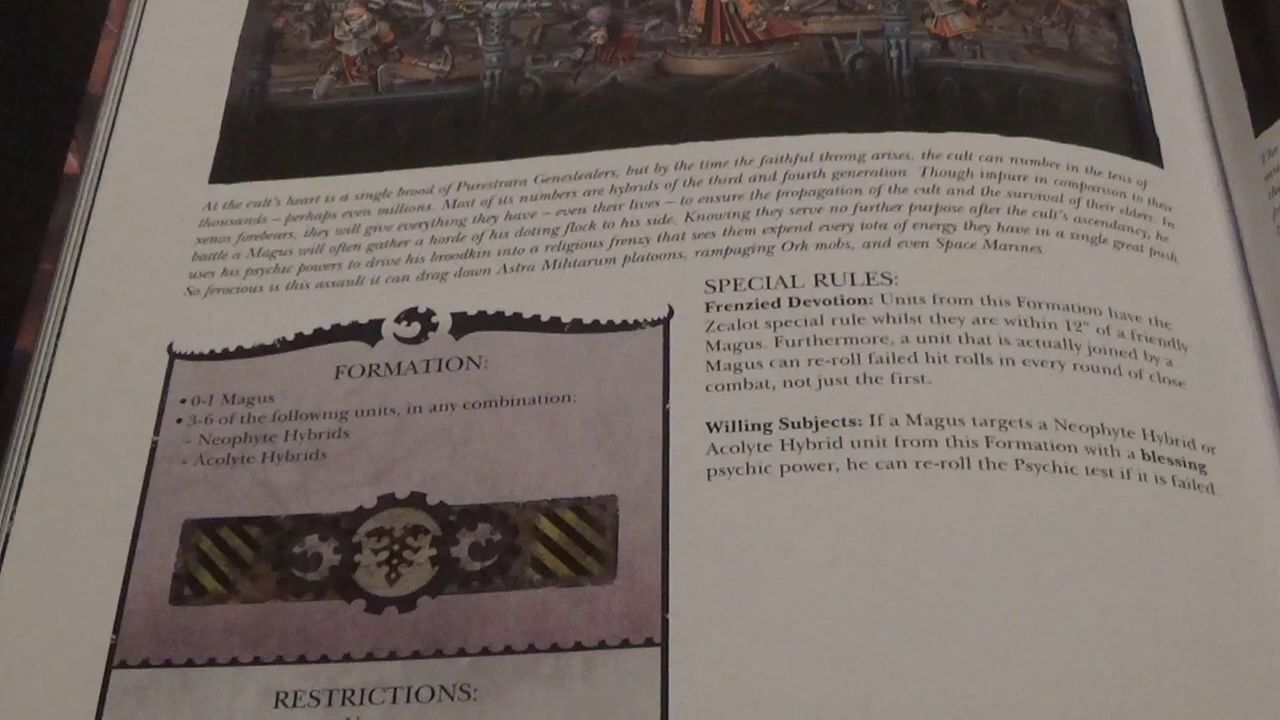 At the cult's heart is a single brood of Purestrain Genestealers, but by the time the faithful throng arises, the cult can number in the tens of
thousands – perhaps even millions. Most of its numbers are hybrids of the third and fourth generation. Though impure in comparison to their
xenos forebears, they will give everything they have – even their lives – to ensure the propagation of the cult and the survival of their elders. In
battle a Magus will often gather a horde of his doting flock to his side. Knowing they serve no further purpose after the cult's ascendancy, he
uses his psychic powers to drive his broodkin into a religious frenzy that sees them expend every iota of energy they have in a single great push.
So ferocious is this assault it can drag down Astra Militarum platoons, rampaging Ork mobs, and even Space Marines.
FORMATION:
• 0-1 Magus
• 3-6 of the following units, in any combination:
- Neophyte Hybrids
- Acolyte Hybrids
RESTRICTIONS:
SPECIAL RULES:
Frenzied Devotion: Units from this Formation have the
Zealot special rule whilst they are within 12" of a friendly
Magus. Furthermore, a unit that is actually joined by a
Magus can re-roll failed hit rolls in every round of close
combat, not just the first.
Willing Subjects: If a Magus targets a Neophyte Hybrid or
Acolyte Hybrid unit from this Formation with a blessing
psychic power, he can re-roll the Psychic test if it is failed.
The